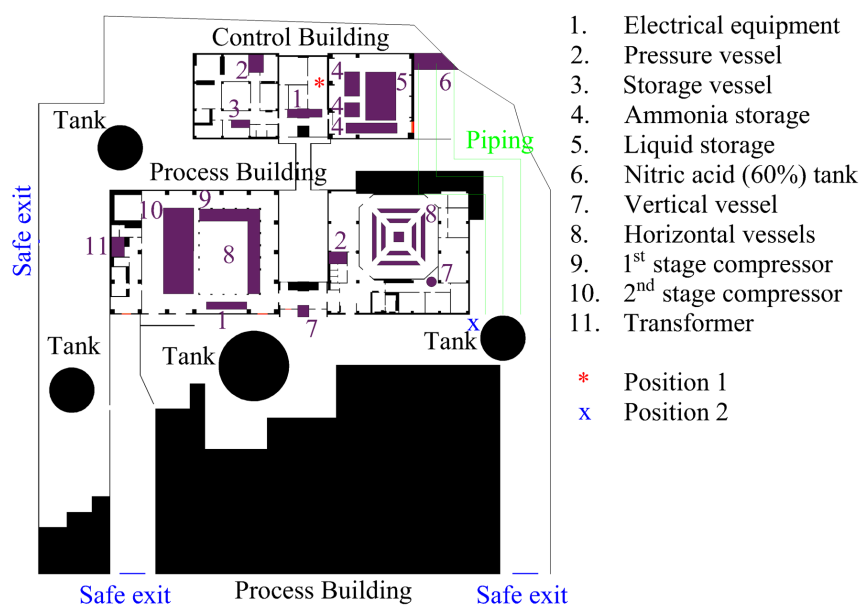 Control Building
2
4
5
6
1
*
4
3
4
Tank
Piping
Process Building
9
10
8
11
8
2
7
1
7
x
Tank
Tank
Tank
Safe exit
Safe exit
Process Building
Safe exit
1. Electrical equipment
2. Pressure vessel
3. Storage vessel
4. Ammonia storage
5. Liquid storage
6. Nitric acid (60%) tank
7. Vertical vessel
8. Horizontal vessels
9. 1st stage compressor
10. 2nd stage compressor
11. Transformer
* Position 1
x Position 2